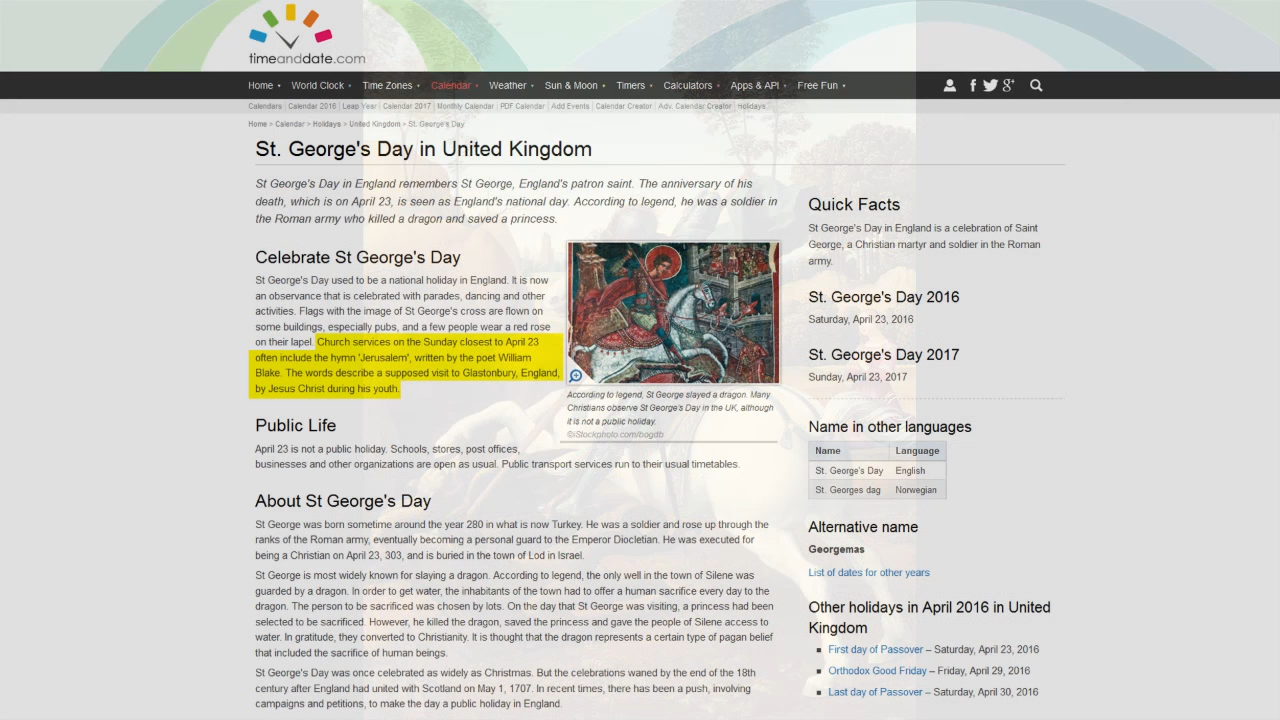 timeanddate.com
Home World Clock Time Zones Calendar Weather Sun & Moon Timers Calculators Apps & API Free Fun
Calendars | Calendar 2016 | Leap Year | Calendar 2017 | Monthly Calendar | PDF Calendar | Add Events | Calendar Creator | Adv. Calendar Creator | Holidays
Home > Calendar > Holidays > United Kingdom > St. George's Day
St. George's Day in United Kingdom
St George's Day in England remembers St George, England's patron saint. The anniversary of his
death, which is on April 23, is seen as England's national day. According to legend, he was a soldier in
the Roman army who killed a dragon and saved a princess.
Celebrate St George's Day
St George's Day used to be a national holiday in England. It is now
an observance that is celebrated with parades, dancing and other
activities. Flags with the image of St George's cross are flown on
some buildings, especially pubs, and a few people wear a red rose
on their lapel. Church services on the Sunday closest to April 23
often include the hymn 'Jerusalem', written by the poet William
Blake. The words describe a supposed visit to Glastonbury, England,
by Jesus Christ during his youth.
According to legend, St George slayed a dragon. Many
Christians observe St George's Day in the UK, although
it is not a public holiday.
©iStockphoto.com/bogdb
Public Life
April 23 is not a public holiday. Schools, stores, post offices,
businesses and other organizations are open as usual. Public transport services run to their usual timetables.
About St George's Day
St George was born sometime around the year 280 in what is now Turkey. He was a soldier and rose up through the
ranks of the Roman army, eventually becoming a personal guard to the Emperor Diocletian. He was executed for
being a Christian on April 23, 303, and is buried in the town of Lod in Israel.
St George is most widely known for slaying a dragon. According to legend, the only well in the town of Silene was
guarded by a dragon. In order to get water, the inhabitants of the town had to offer a human sacrifice every day to the
dragon. The person to be sacrificed was chosen by lots. On the day that St George was visiting, a princess had been
selected to be sacrificed. However, he killed the dragon, saved the princess and gave the people of Silene access to
water. In gratitude, they converted to Christianity. It is thought that the dragon represents a certain type of pagan belief
that included the sacrifice of human beings.
St George's Day was once celebrated as widely as Christmas. But the celebrations waned by the end of the 18th
century after England had united with Scotland on May 1, 1707. In recent times, there has been a push, involving
campaigns and petitions, to make the day a public holiday in England.
Quick Facts
St George's Day in England is a celebration of Saint
George, a Christian martyr and soldier in the Roman
army.
St. George's Day 2016
Saturday, April 23, 2016
St. George's Day 2017
Sunday, April 23, 2017
Name in other languages
Name Language
St. George's Day English
St. Georges dag Norwegian
Alternative name
Georgemas
List of dates for other years
Other holidays in April 2016 in United
Kingdom
First day of Passover – Saturday, April 23, 2016
Orthodox Good Friday – Friday, April 29, 2016
Last day of Passover – Saturday, April 30, 2016